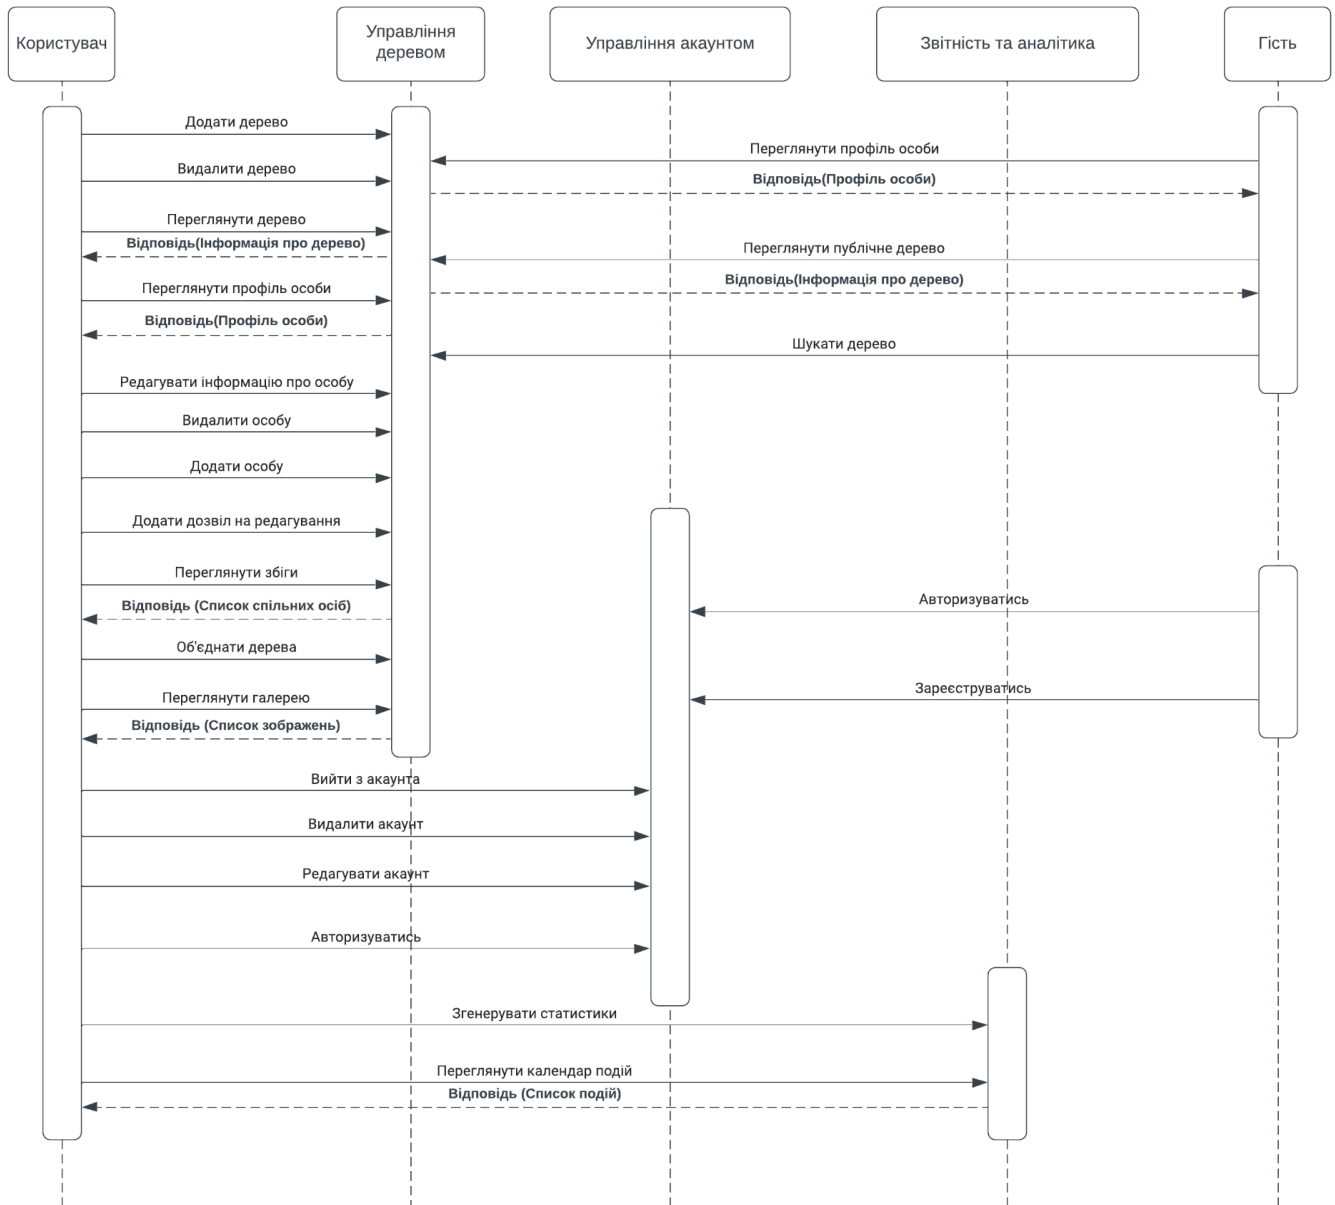 Користувач
Управління
деревом
Управління акаунтом
Звітність та аналітика
Гість
Додати дерево
Переглянути профіль особи
Видалити дерево
Відповідь(Профіль особи)
Переглянути дерево
Відповідь(Інформація про дерево)
Переглянути публічне дерево
Переглянути профіль особи
Відповідь(Інформація про дерево)
Відповідь(Профіль особи)
Шукати дерево
Редагувати інформацію про особу
Видалити особу
Додати особу
Додати дозвіл на редагування
Переглянути збіги
Відповідь (Список спільних осіб)
Авторизуватись
Об'єднати дерева
Зареєструватись
Переглянути галерею
Відповідь (Список зображень)
Вийти з акаунта
Видалити акаунт
Редагувати акаунт
Авторизуватись
Згенерувати статистики
Переглянути календар подій
Відповідь (Список подій)